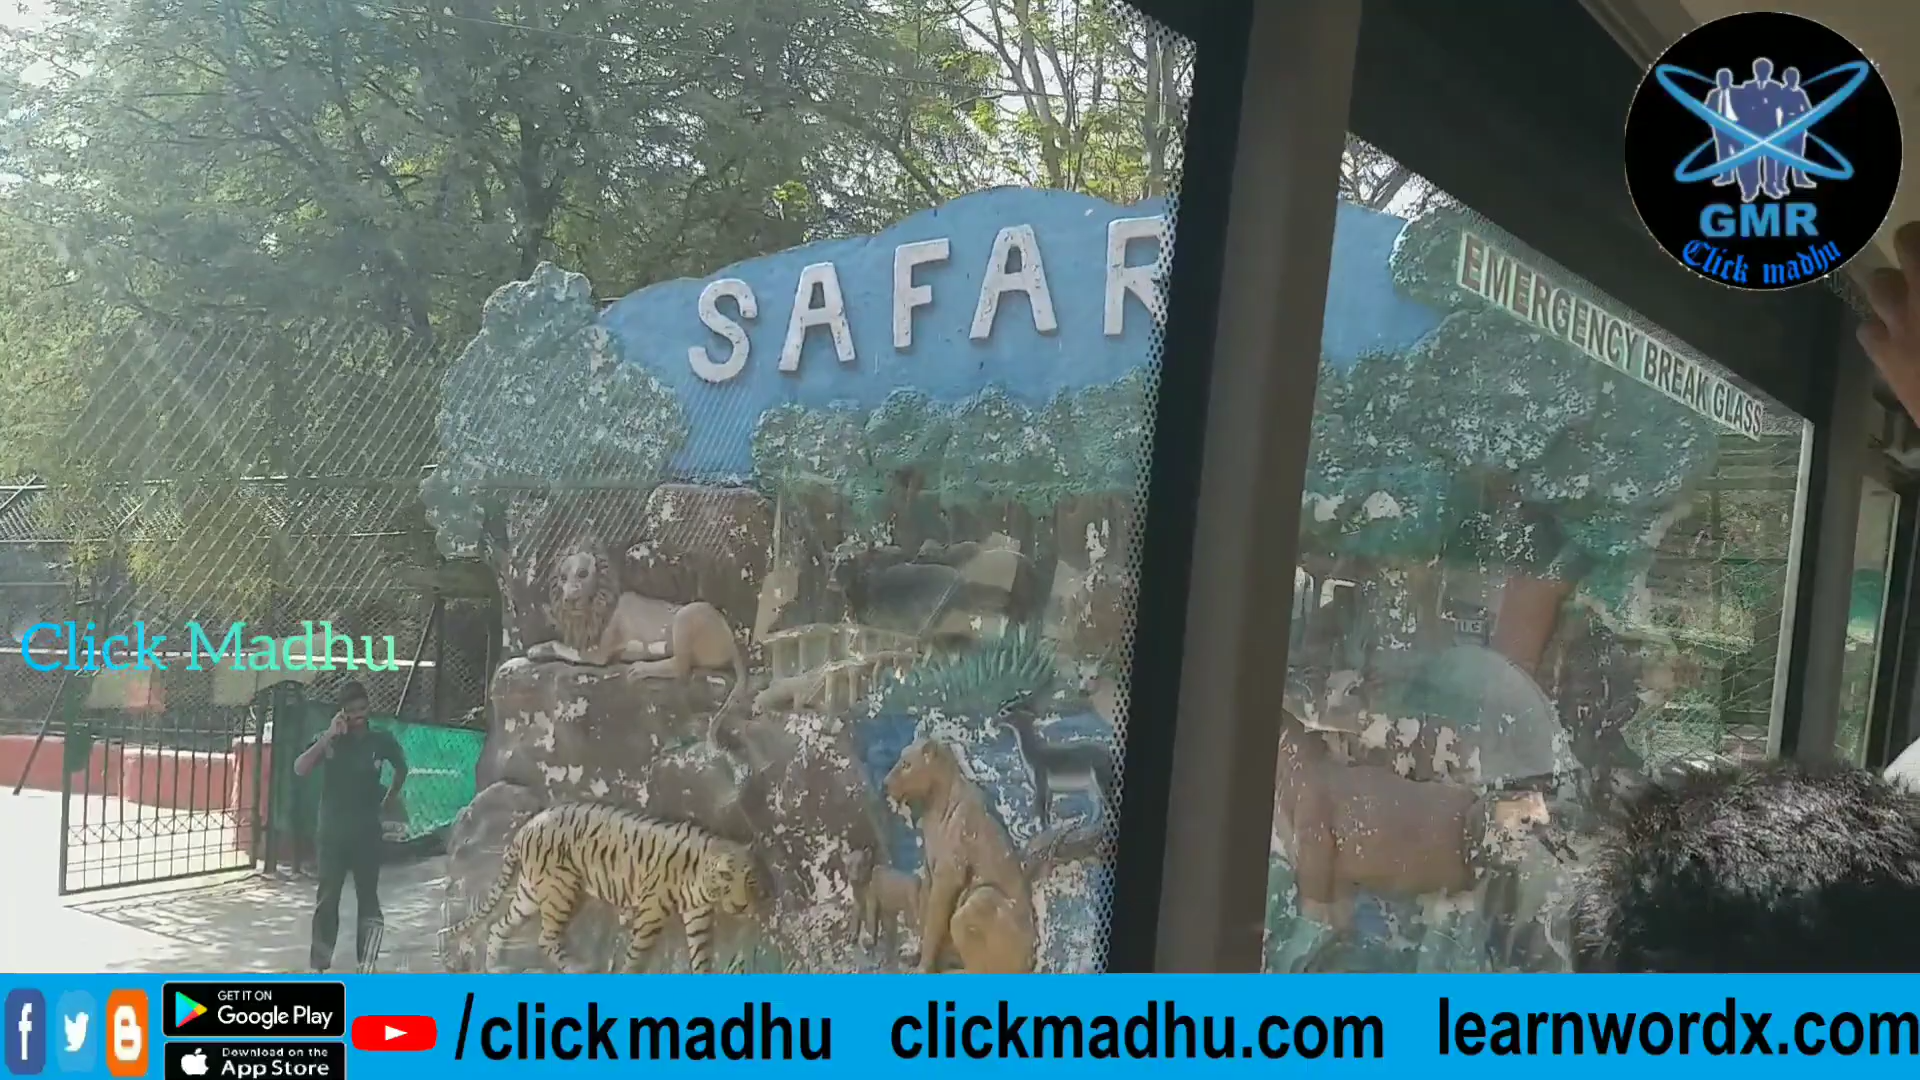 GMR
Click madhu
SAFAR
EMERGENCY BREAK GLASS
Click Madhu
f
GET IT ON
Google Play
Download on the
App Store
/clickmadhu
clickmadhu.com
learnwordx.com